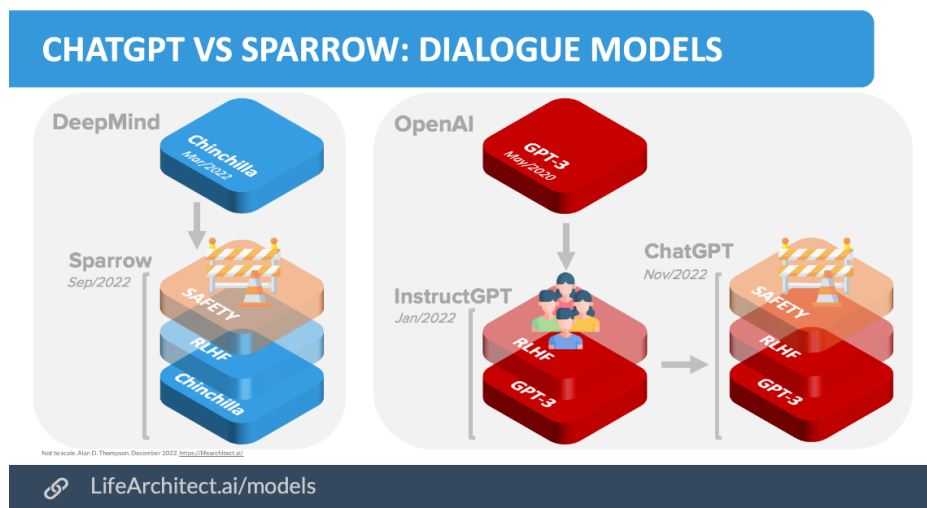 CHATGPT VS SPARROW: DIALOGUE MODELS
DeepMind
Chinchilla
Mar/2022
Sparrow
Sep/2022
SAFETY
RLHF
Chinchilla
OpenAI
GPT-3
May/2020
InstructGPT
Jan/2022
RLHF
GPT-3
ChatGPT
Nov/2022
SAFETY
RLHF
GPT-3
Not to scale. Alan D. Thompson. December 2022. https://lifearchitect.ai/
LifeArchitect.ai/models